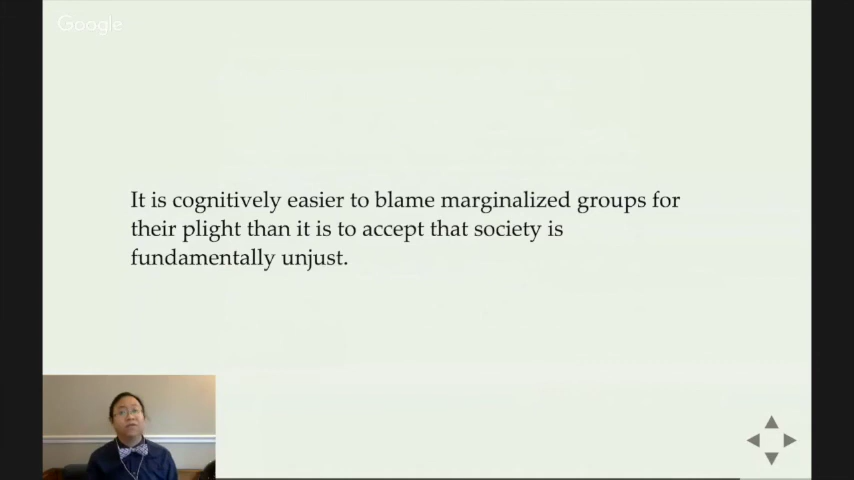 Google
It is cognitively easier to blame marginalized groups for
their plight than it is to accept that society is
fundamentally unjust.